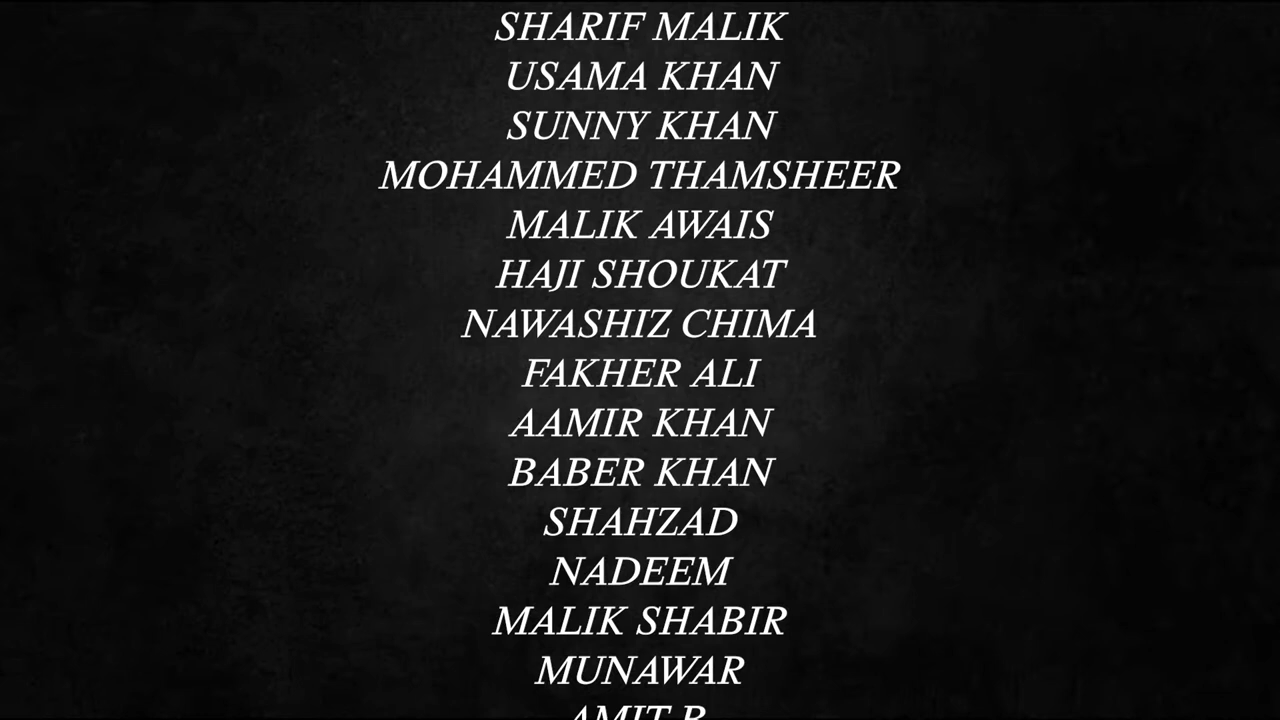 SHARIF MALIK
USAMA KHAN
SUNNY KHAN
MOHAMMED THAMSHEER
MALIK AWAIS
HAJI SHOUKAT
NAWASHIZ CHIMA
FAKHER ALI
AAMIR KHAN
BABER KHAN
SHAHZAD
NADEEM
MALIK SHABIR
MUNAWAR
AMIT